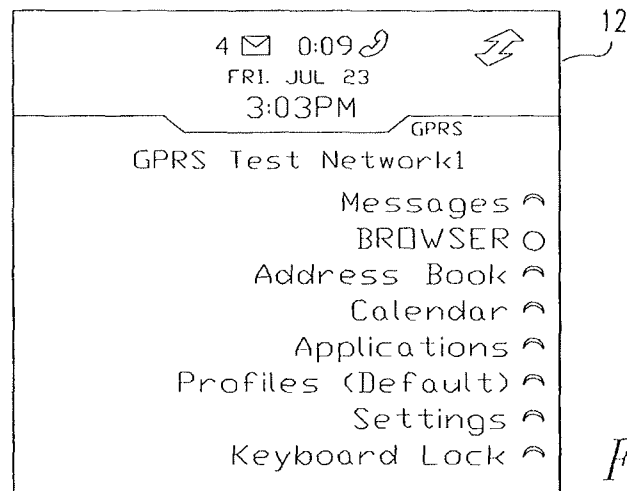 12
4 0:09
FRI. JUL 23
3:03PM
GPRS
GPRS Test Network1
Messages
BROWSER
Address Book
Calendar
Applications
Profiles (Default)
Settings
Keyboard Lock